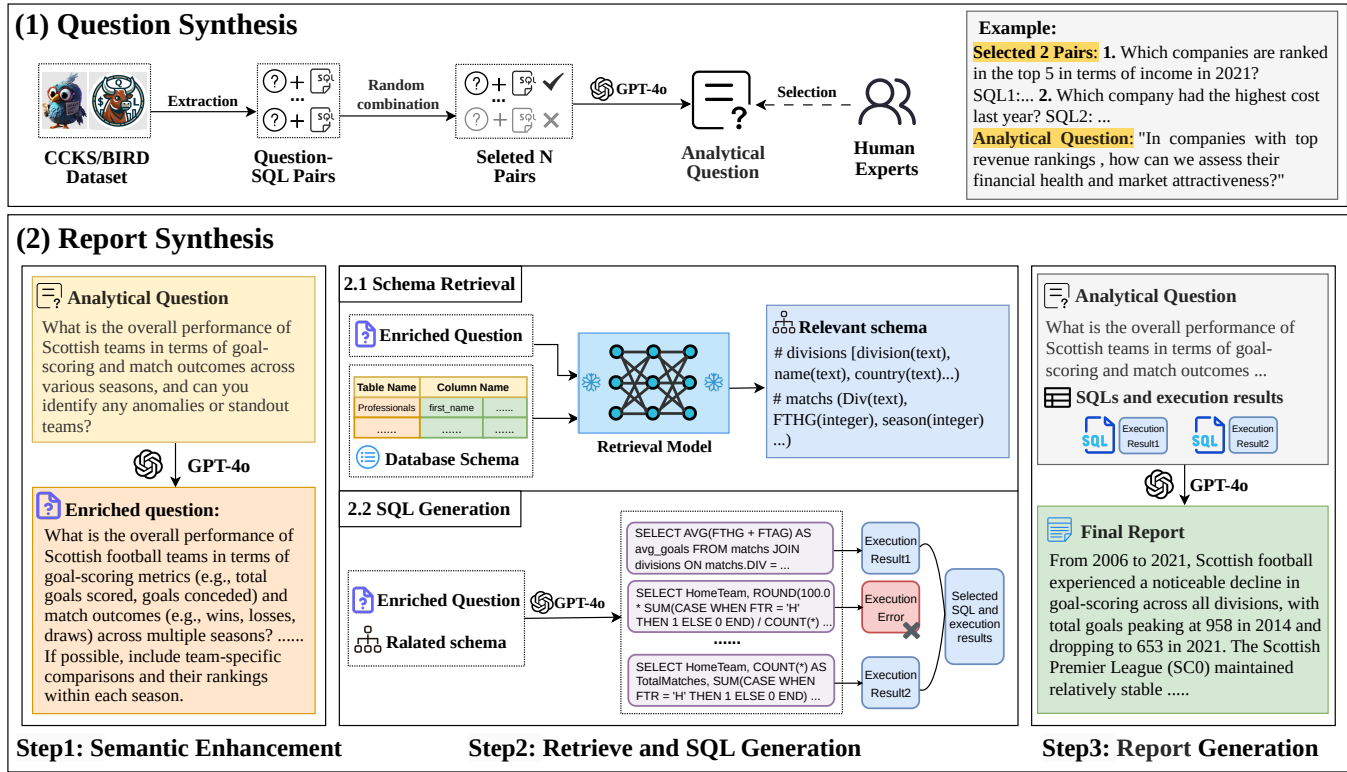 (1) Question Synthesis
CCKS/BIRD
Dataset
Extraction
? + SQL
...
? + SQL
Question-
SQL Pairs
Random
combination
? + SQL
...
? + SQL
Seleted N
Pairs
GPT-4o
Analytical
Question
Selection
Human
Experts
Example:
Selected 2 Pairs: 1. Which companies are ranked
in the top 5 in terms of income in 2021?
SQL1:... 2. Which company had the highest cost
last year? SQL2: ...
Analytical Question: "In companies with top
revenue rankings , how can we assess their
financial health and market attractiveness?"
(2) Report Synthesis
Analytical Question
What is the overall performance of
Scottish teams in terms of goal-
scoring and match outcomes across
various seasons, and can you
identify any anomalies or standout
teams?
GPT-4o
Enriched question:
What is the overall performance of
Scottish football teams in terms of
goal-scoring metrics (e.g., total
goals scored, goals conceded) and
match outcomes (e.g., wins, losses,
draws) across multiple seasons? ......
If possible, include team-specific
comparisons and their rankings
within each season.
Step1: Semantic Enhancement
2.1 Schema Retrieval
Enriched Question
Table Name Column Name
Professionals first_name ......
...... ...... ......
Database Schema
Retrieval Model
Relevant schema
# divisions [division(text),
name(text), country(text)...)
# matchs (Div(text),
FTHG(integer), season(integer)
...)
2.2 SQL Generation
Enriched Question
Ralated schema
GPT-4o
SELECT AVG(FTHG + FTAG) AS
avg_goals FROM matchs JOIN
divisions ON matchs.DIV = ...
SELECT HomeTeam, ROUND(100.0
* SUM(CASE WHEN FTR = 'H'
THEN 1 ELSE 0 END) / COUNT(*) ...
......
SELECT HomeTeam, COUNT(*) AS
TotalMatches, SUM(CASE WHEN
FTR = 'H' THEN 1 ELSE 0 END) ...
Execution
Result1
Execution
Error
Execution
Result2
Selected
SQL and
execution
results
Step2: Retrieve and SQL Generation
Analytical Question
What is the overall performance of
Scottish teams in terms of goal-
scoring and match outcomes ...
SQLs and execution results
SQL
Execution
Result1
SQL
Execution
Result2
GPT-4o
Final Report
From 2006 to 2021, Scottish football
experienced a noticeable decline in
goal-scoring across all divisions, with
total goals peaking at 958 in 2014 and
dropping to 653 in 2021. The Scottish
Premier League (SC0) maintained
relatively stable .....
Step3: Report Generation